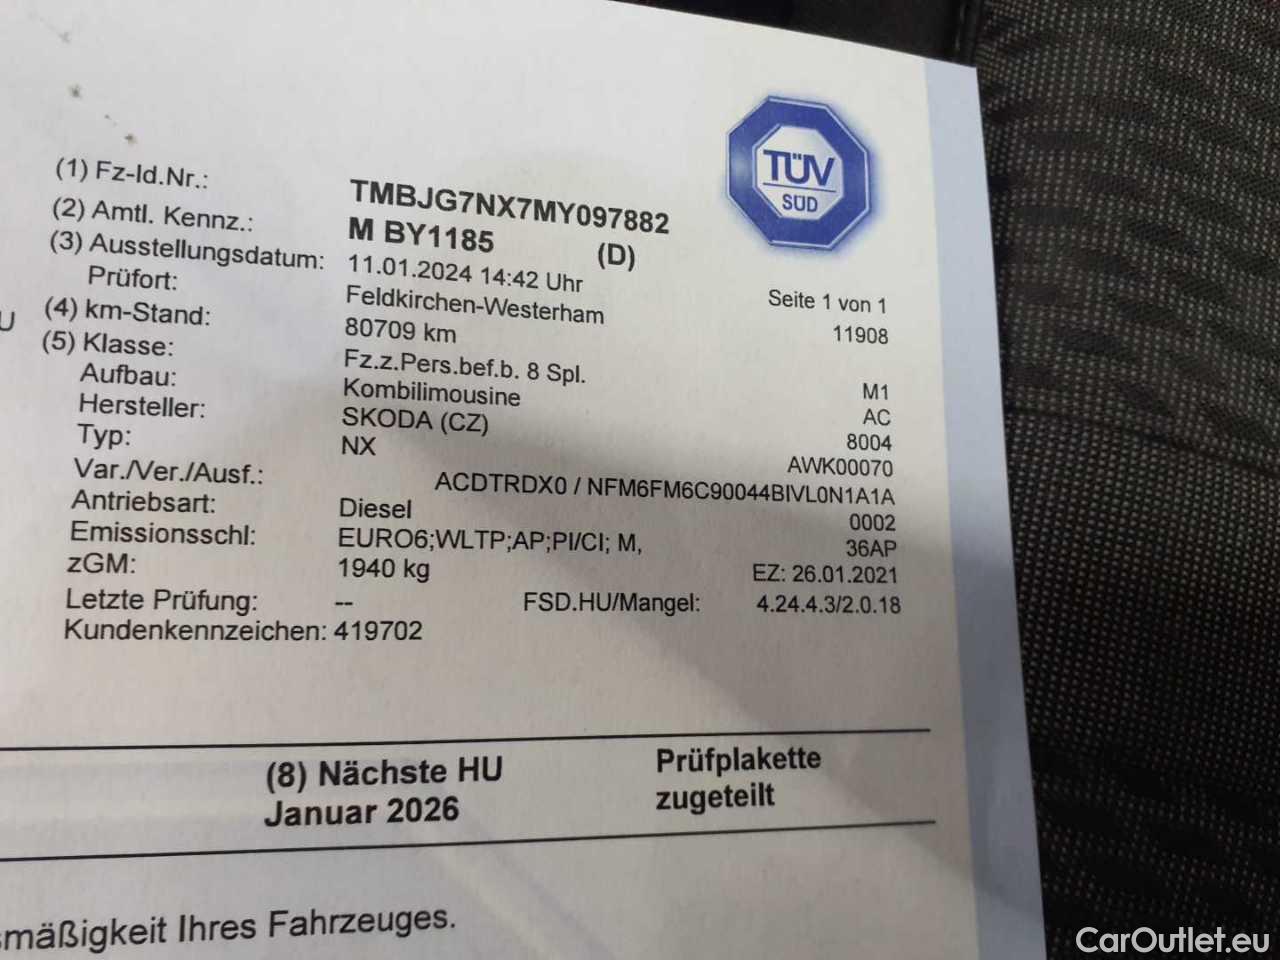 TÜV
SÜD
(1) Fz-Id.Nr.: TMBJG7NX7MY097882
(2) Amtl. Kennz.: M BY1185 (D)
(3) Ausstellungsdatum: 11.01.2024 14:42 Uhr Seite 1 von 1
Prüfort: Feldkirchen-Westerham 11908
(4) km-Stand: 80709 km
(5) Klasse: Fz.z.Pers.bef.b. 8 Spl. M1
Aufbau: Kombilimousine AC
Hersteller: SKODA (CZ) 8004
Typ: NX AWK00070
Var./Ver./Ausf.: ACDTRDX0 / NFM6FM6C90044BIVL0N1A1A
Antriebsart: Diesel 0002
Emissionsschl: EURO6;WLTP;AP;PI/CI; M, 36AP
zGM: 1940 kg EZ: 26.01.2021
Letzte Prüfung: -- FSD.HU/Mangel: 4.24.4.3/2.0.18
Kundenkennzeichen: 419702
(8) Nächste HU Prüfplakette
Januar 2026 zugeteilt
smäßigkeit Ihres Fahrzeuges.
CarOutlet.eu